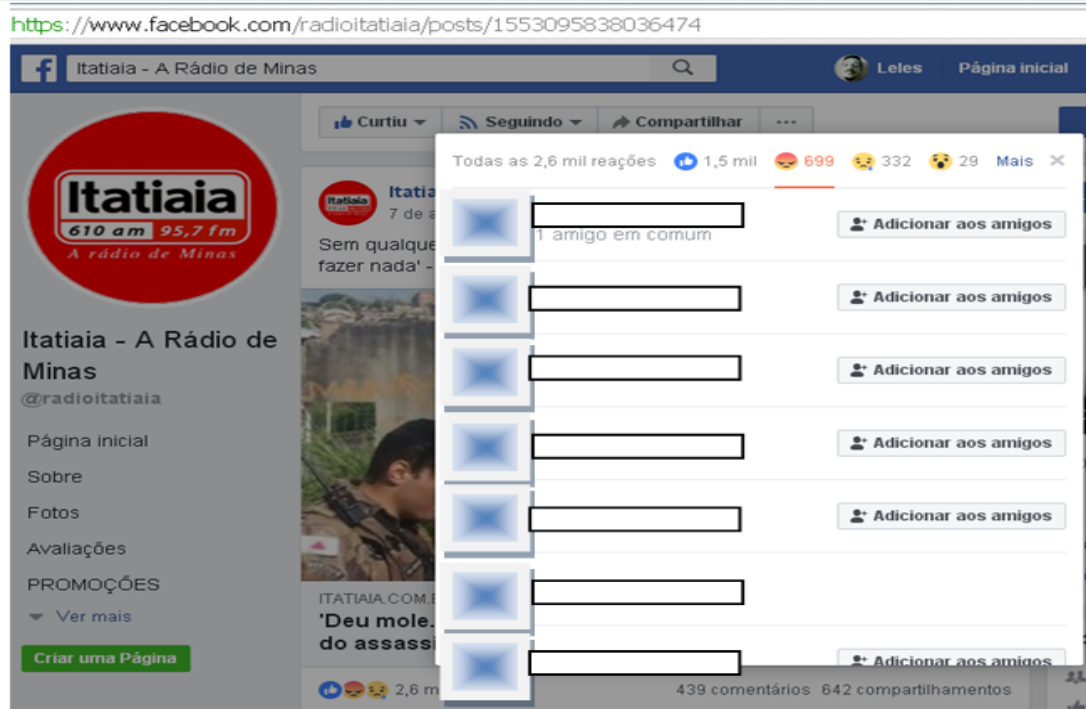 https://www.facebook.com/radioitatiaia/posts/1553095838036474
Itatiaia - A Rádio de Minas
Leles
Página inicial
Curtiu
Seguindo
Compartilhar
Itatiaia
610 am 95,7 fm
A rádio de Minas
Itatiaia - A Rádio de
Minas
@radioitatiaia
Página inicial
Sobre
Fotos
Avaliações
PROMOÇÕES
Ver mais
Criar uma Página
Itatiaia
7 de
Sem
fazer nada' -
ITATIAIA.COM
'Deu mole.
do
2,6
439 comentários 642 compartilhamentos
Todas as 2,6 mil reações 1,5 mil 699 332 29 Mais
1 amigo em comum
Adicionar aos amigos
Adicionar aos amigos
Adicionar aos amigos
Adicionar aos amigos
Adicionar aos amigos
Adicionar aos amigos